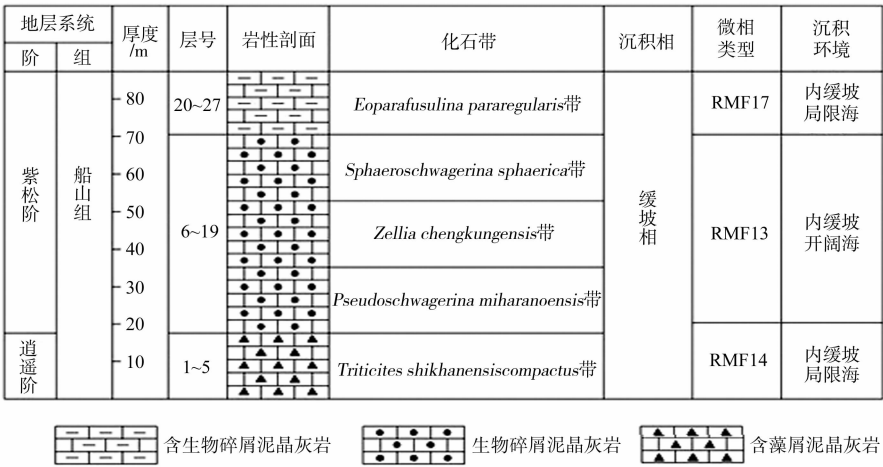 地层系统
阶
组
厚度
/m
层号
岩性剖面
化石带
沉积相
微相
类型
沉积
环境
紫松阶
逍遥阶
船山组
80
70
60
50
40
30
20
10
20~27
6~19
1~5
Eoparafusulina pararegularis带
Sphaeroschwagerina sphaerica带
Zellia chengkungensis带
Pseudoschwagerina miharanoensis带
Triticites shikhanensiscompactus带
缓坡相
RMF17
RMF13
RMF14
内缓坡
局限海
内缓坡
开阔海
内缓坡
局限海
含生物碎屑泥晶灰岩
生物碎屑泥晶灰岩
含藻屑泥晶灰岩